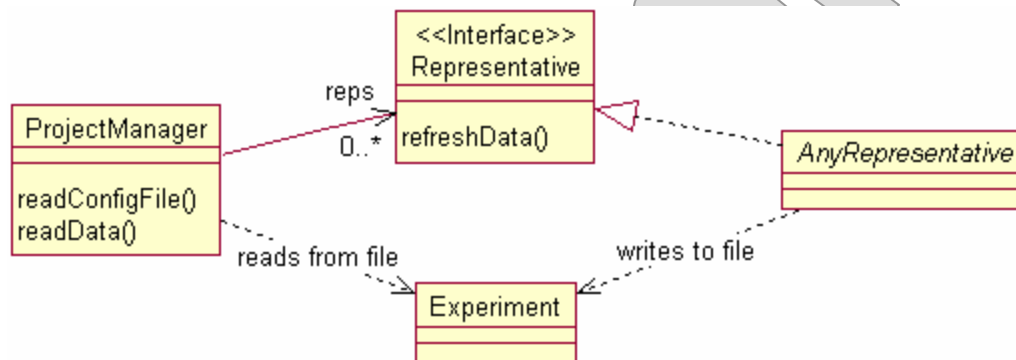 <<Interface>>
Representative
refreshData()
reps
0..*
ProjectManager
readConfigFile()
readData()
AnyRepresentative
reads from file
writes to file
Experiment